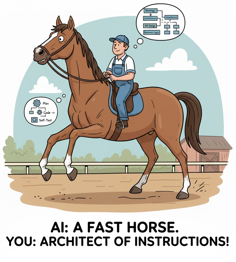 AI: A FAST HORSE.
YOU: ARCHITECT OF INSTRUCTIONS!